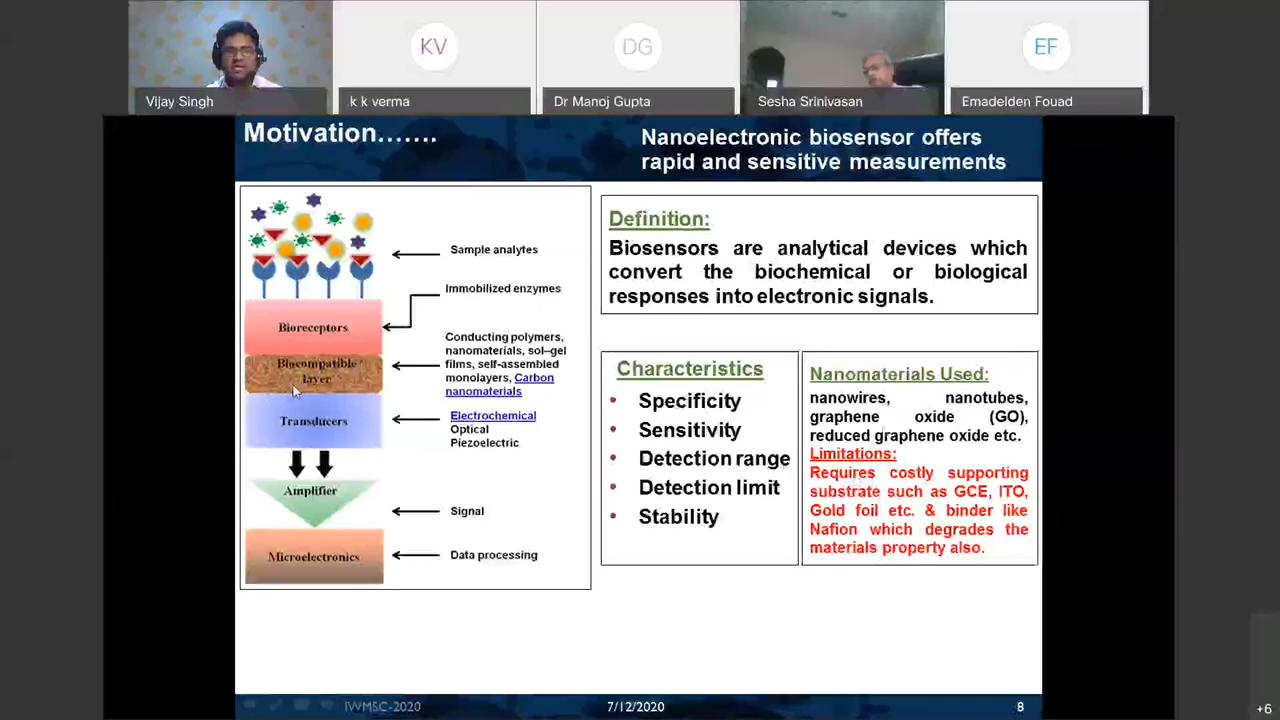 KV
DG
EF
Vijay Singh
k k verma
Dr Manoj Gupta
Sesha Srinivasan
Emadelden Fouad
Motivation…….
Nanoelectronic biosensor offers
rapid and sensitive measurements
Sample analytes
Immobilized enzymes
Bioreceptors
Conducting polymers,
nanomaterials, sol–gel
films, self-assembled
monolayers, Carbon
nanomaterials
Biocompatible
layer
Electrochemical
Optical
Piezoelectric
Transducers
Amplifier
Signal
Microelectronics
Data processing
Definition:
Biosensors are analytical devices which
convert the biochemical or biological
responses into electronic signals.
Characteristics
• Specificity
• Sensitivity
• Detection range
• Detection limit
• Stability
Nanomaterials Used:
nanowires, nanotubes,
graphene oxide (GO),
reduced graphene oxide etc.
Limitations:
Requires costly supporting
substrate such as GCE, ITO,
Gold foil etc. & binder like
Nafion which degrades the
materials property also.
IWMSC-2020
7/12/2020
8
+6